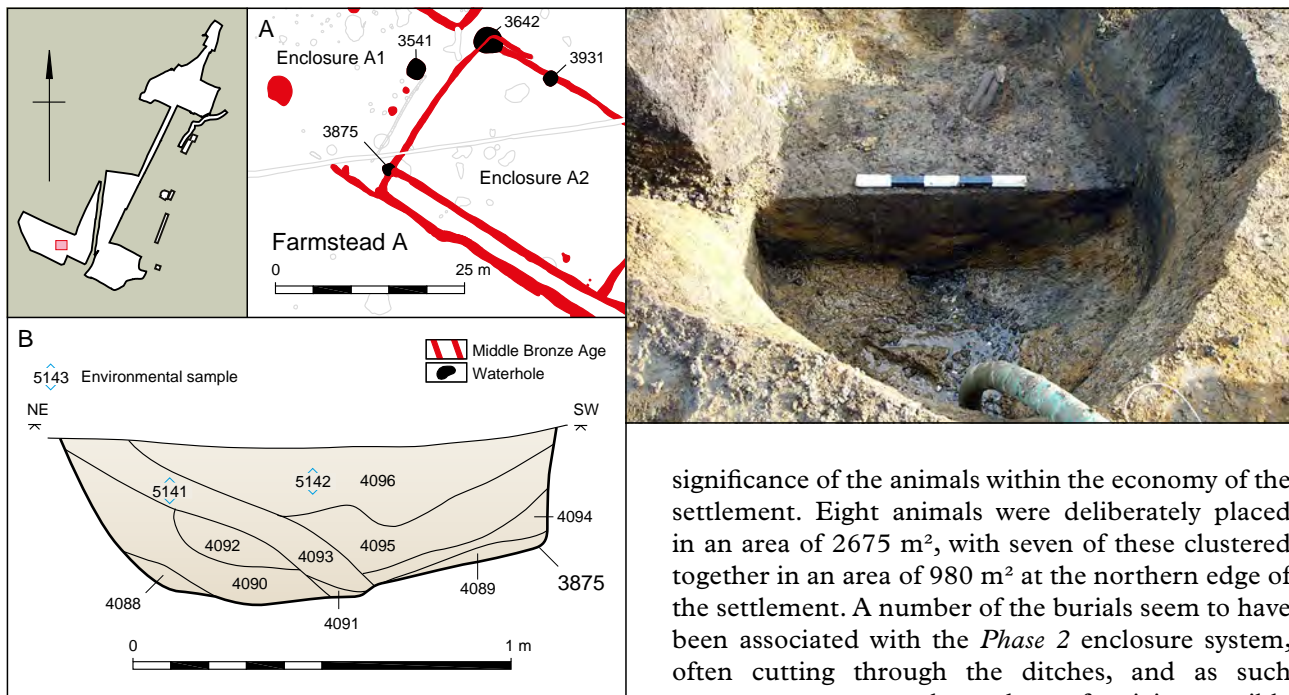 A
3642
3541
Enclosure A1
3931
3875
Enclosure A2
Farmstead A
0 25 m
B
Middle Bronze Age
5143 Environmental sample
Waterhole
NE SW
5142 4096
5141
4094
4092
4093 4095
4090
4089 3875
4088
4091
0 1 m
significance of the animals within the economy of the
settlement. Eight animals were deliberately placed
in an area of 2675 m², with seven of these clustered
together in an area of 980 m² at the northern edge of
the settlement. A number of the burials seem to have
been associated with the Phase 2 enclosure system,
often cutting through the ditches, and as such